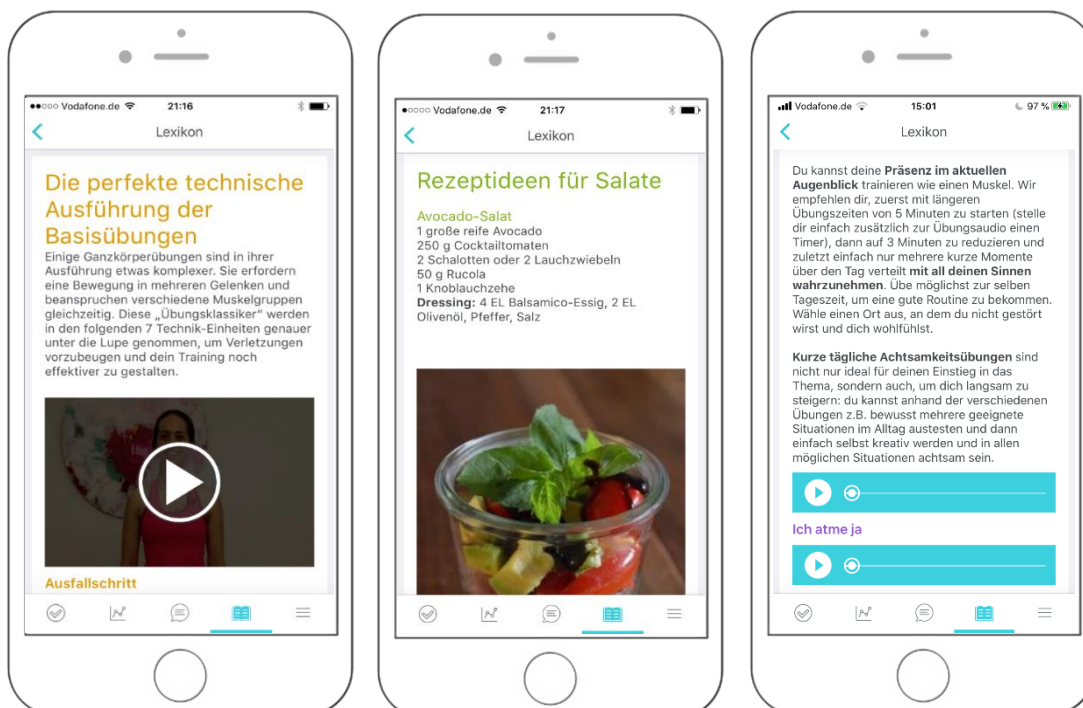 Vodafone.de 21:16
Lexikon
Die perfekte technische
Ausführung der
Basisübungen
Einige Ganzkörperübungen sind in ihrer
Ausführung etwas komplexer. Sie erfordern
eine Bewegung in mehreren Gelenken und
beanspruchen verschiedene Muskelgruppen
gleichzeitig. Diese „Übungsklassiker“ werden
in den folgenden 7 Technik-Einheiten genauer
unter die Lupe genommen, um Verletzungen
vorzubeugen und dein Training noch
effektiver zu gestalten.
Ausfallschritt
Vodafone.de 21:17
Lexikon
Rezeptideen für Salate
Avocado-Salat
1 große reife Avocado
250 g Cocktailtomaten
2 Schalotten oder 2 Lauchzwiebeln
50 g Rucola
1 Knoblauchzehe
Dressing: 4 EL Balsamico-Essig, 2 EL
Olivenöl, Pfeffer, Salz
Vodafone.de 15:01 97 %
Lexikon
Du kannst deine Präsenz im aktuellen
Augenblick trainieren wie einen Muskel. Wir
empfehlen dir, zuerst mit längeren
Übungszeiten von 5 Minuten zu starten (stelle
dir einfach zusätzlich zur Übungsaudio einen
Timer), dann auf 3 Minuten zu reduzieren und
zuletzt einfach nur mehrere kurze Momente
über den Tag verteilt mit all deinen Sinnen
wahrzunehmen. Übe möglichst zur selben
Tageszeit, um eine gute Routine zu bekommen.
Wähle einen Ort aus, an dem du nicht gestört
wirst und dich wohlfühlst.
Kurze tägliche Achtsamkeitsübungen sind
nicht nur ideal für deinen Einstieg in das
Thema, sondern auch, um dich langsam zu
steigern: du kannst anhand der verschiedenen
Übungen z.B. bewusst mehrere geeignete
Situationen im Alltag austesten und dann
einfach selbst kreativ werden und in allen
möglichen Situationen achtsam sein.
Ich atme ja